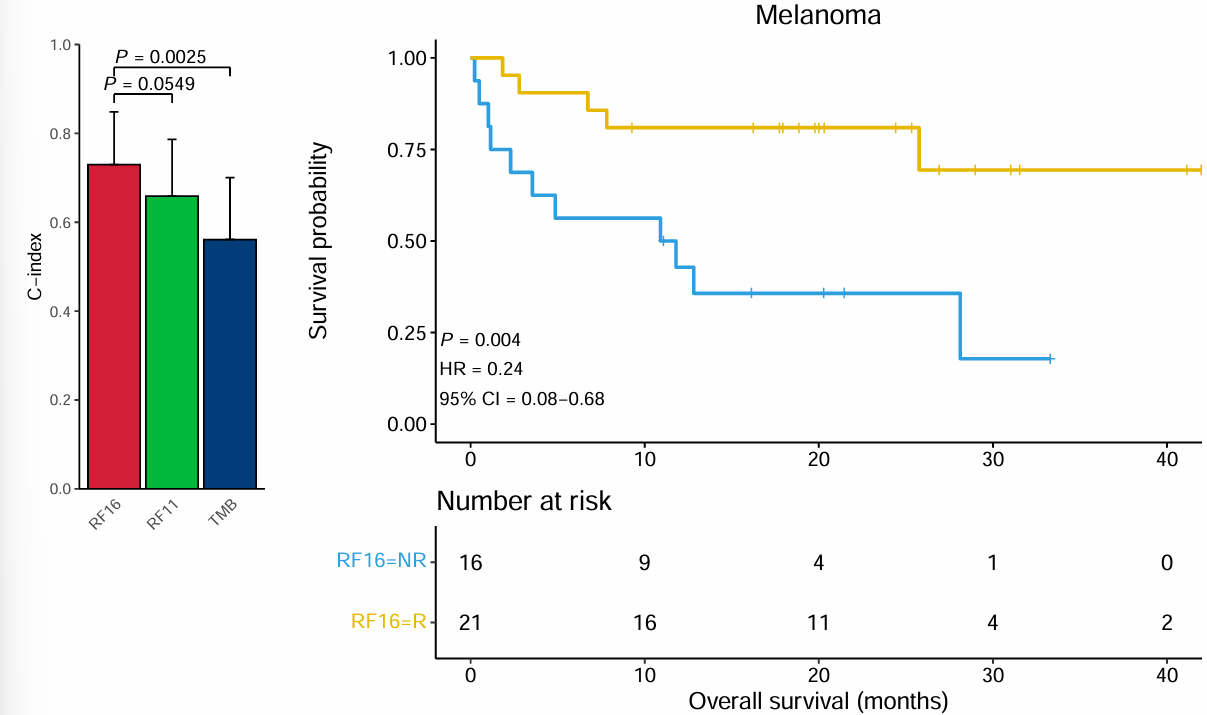 1.0
P = 0.0025
P = 0.0549
0.8
0.6
0.4
0.2
0.0
C−index
RF16
RF11
TMB
Melanoma
1.00
0.75
0.50
0.25
0.00
Survival probability
P = 0.004
HR = 0.24
95% CI = 0.08−0.68
0 10 20 30 40
Number at risk
RF16=NR 16 9 4 1 0
RF16=R 21 16 11 4 2
0 10 20 30 40
Overall survival (months)